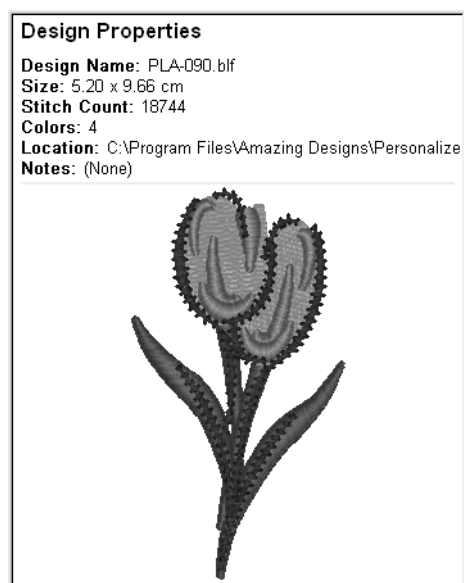 Design Properties
Design Name: PLA-090.blf
Size: 5.20 x 9.66 cm
Stitch Count: 18744
Colors: 4
Location: C:\Program Files\Amazing Designs\Personalize
Notes: (None)